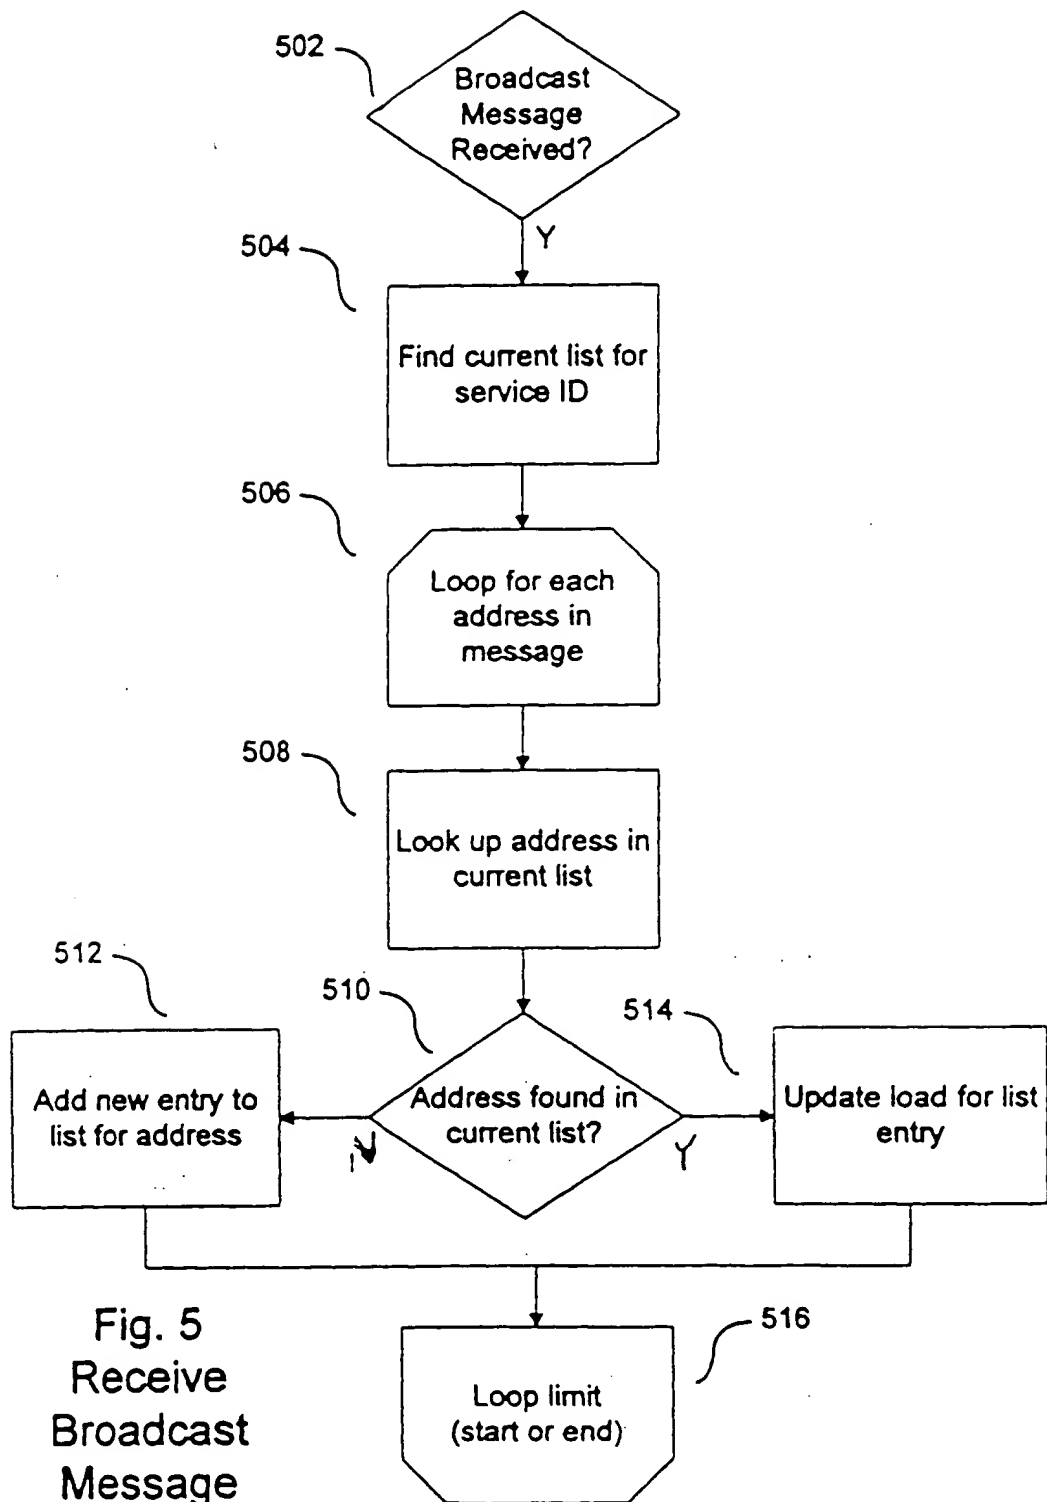 502
Broadcast
Message
Received?
Y
504
Find current list for
service ID
506
Loop for each
address in
message
508
Look up address in
current list
512
510
514
Add new entry to
list for address
Address found in
current list?
Update load for list
entry
N
Y
516
Loop limit
(start or end)
Fig. 5
Receive
Broadcast
Message